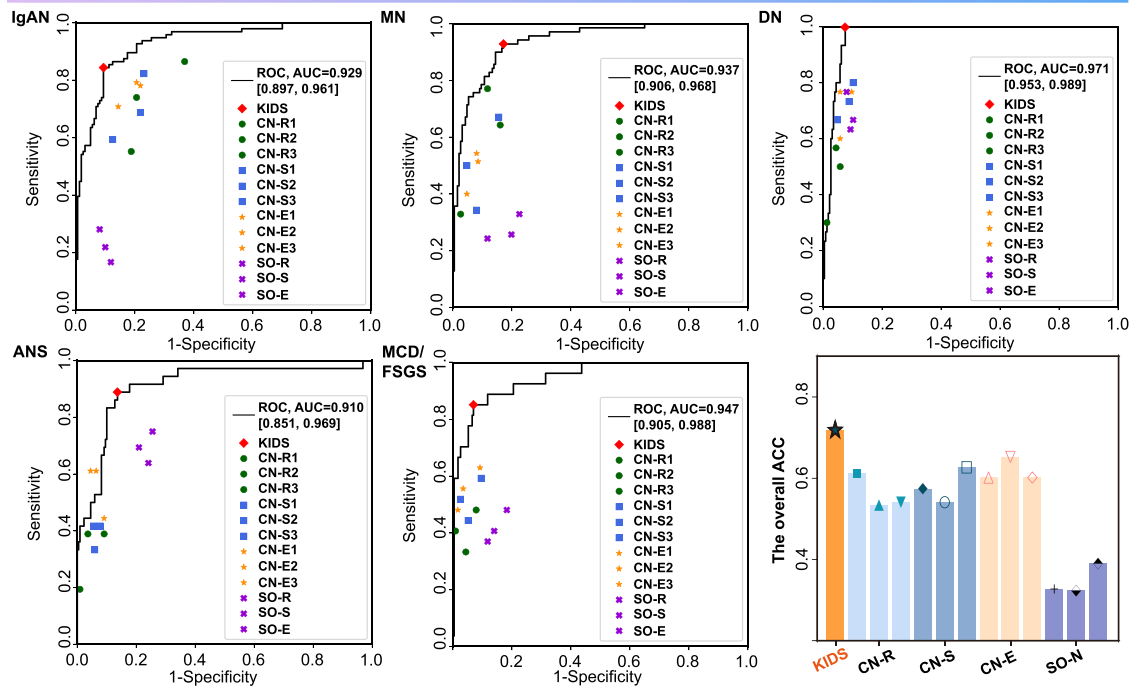 IgAN
Sensitivity
1.0
0.8
0.6
0.4
0.2
0.0
ROC, AUC=0.929
[0.897, 0.961]
KIDS
CN-R1
CN-R2
CN-R3
CN-S1
CN-S2
CN-S3
CN-E1
CN-E2
CN-E3
SO-R
SO-S
SO-E
0.0 0.2 0.4 0.6 0.8 1.0
1-Specificity
MN
Sensitivity
1.0
0.8
0.6
0.4
0.2
0.0
ROC, AUC=0.937
[0.906, 0.968]
KIDS
CN-R1
CN-R2
CN-R3
CN-S1
CN-S2
CN-S3
CN-E1
CN-E2
CN-E3
SO-R
SO-S
SO-E
0.0 0.2 0.4 0.6 0.8 1.0
1-Specificity
DN
Sensitivity
1.0
0.8
0.6
0.4
0.2
0.0
ROC, AUC=0.971
[0.953, 0.989]
KIDS
CN-R1
CN-R2
CN-R3
CN-S1
CN-S2
CN-S3
CN-E1
CN-E2
CN-E3
SO-R
SO-S
SO-E
0.0 0.2 0.4 0.6 0.8 1.0
1-Specificity
ANS
Sensitivity
1.0
0.8
0.6
0.4
0.2
0.0
ROC, AUC=0.910
[0.851, 0.969]
KIDS
CN-R1
CN-R2
CN-R3
CN-S1
CN-S2
CN-S3
CN-E1
CN-E2
CN-E3
SO-R
SO-S
SO-E
0.0 0.2 0.4 0.6 0.8 1.0
1-Specificity
MCD/
FSGS
Sensitivity
1.0
0.8
0.6
0.4
0.2
0.0
ROC, AUC=0.947
[0.905, 0.988]
KIDS
CN-R1
CN-R2
CN-R3
CN-S1
CN-S2
CN-S3
CN-E1
CN-E2
CN-E3
SO-R
SO-S
SO-E
0.0 0.2 0.4 0.6 0.8 1.0
1-Specificity
The overall ACC
0.8
0.6
0.4
KIDS CN-R CN-S CN-E SO-N